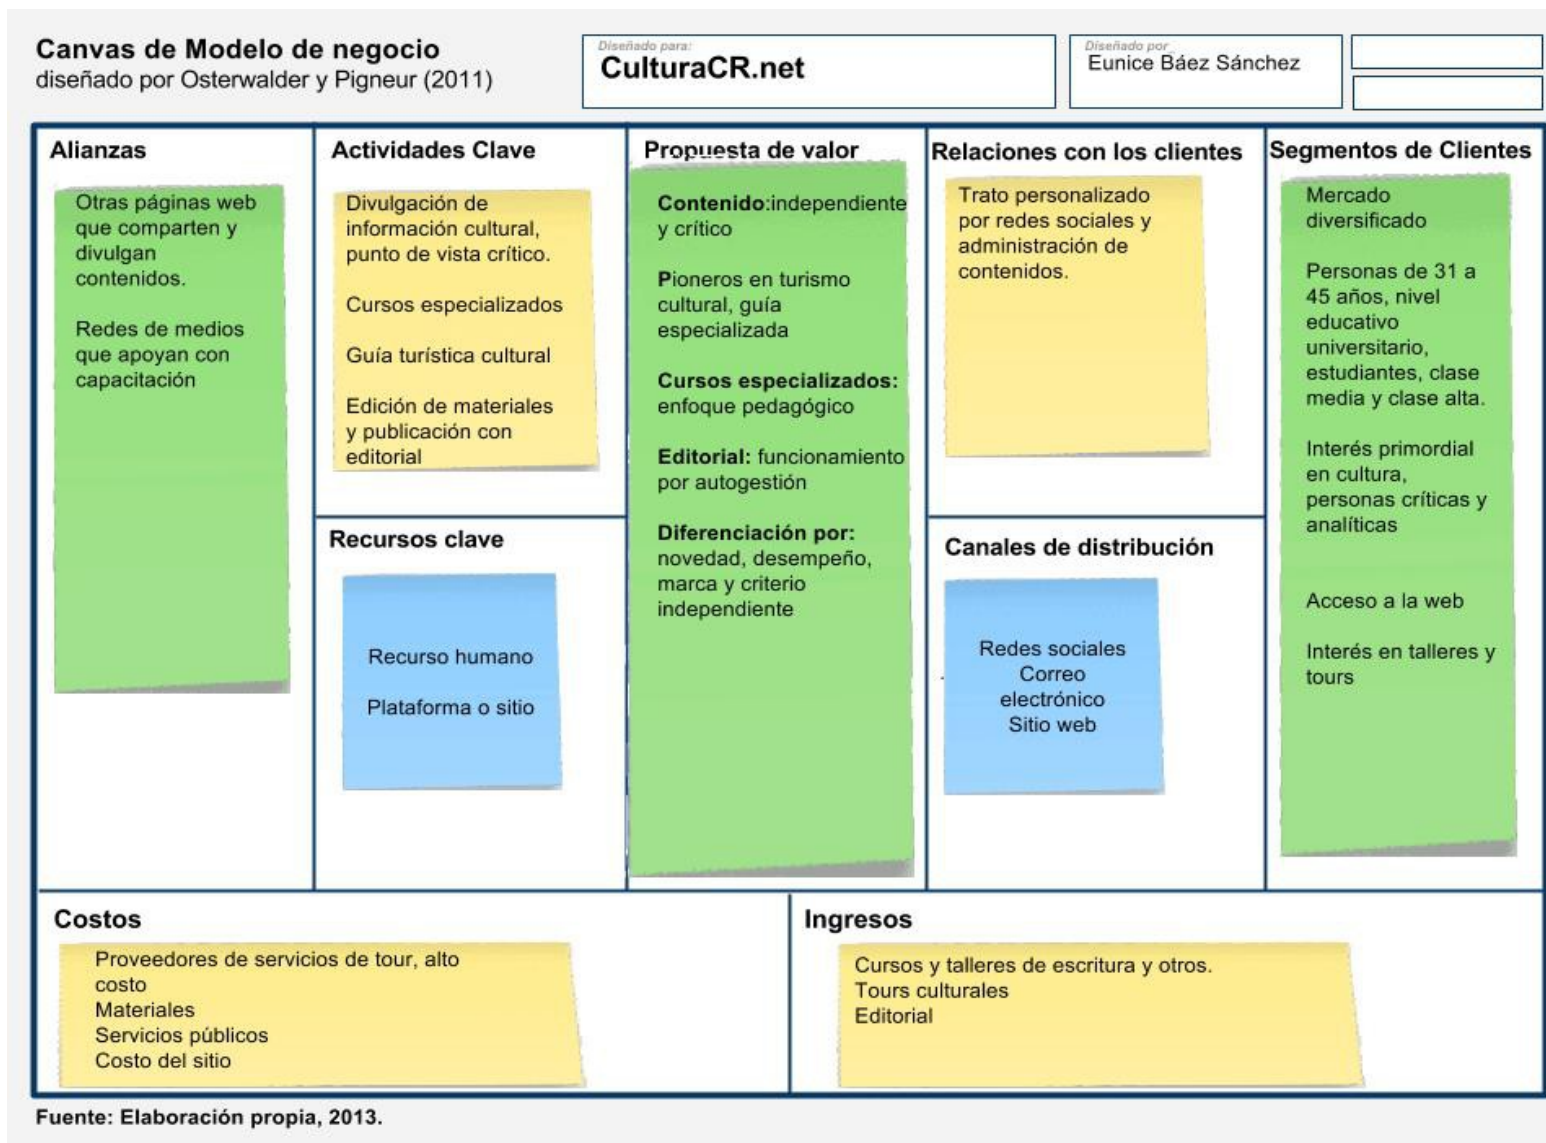 Canvas de Modelo de negocio
diseñado por Osterwalder y Pigneur (2011)
Diseñado para:
CulturaCR.net
Diseñado por
Eunice Báez Sánchez
Alianzas
Otras páginas web
que comparten y
divulgan
contenidos.
Redes de medios
que apoyan con
capacitación
Actividades Clave
Divulgación de
información cultural,
punto de vista crítico.
Cursos especializados
Guía turística cultural
Edición de materiales
y publicación con
editorial
Recursos clave
Recurso humano
Plataforma o sitio
Propuesta de valor
Contenido:independiente
y crítico
Pioneros en turismo
cultural, guía
especializada
Cursos especializados:
enfoque pedagógico
Editorial: funcionamiento
por autogestión
Diferenciación por:
novedad, desempeño,
marca y criterio
independiente
Relaciones con los clientes
Trato personalizado
por redes sociales y
administración de
contenidos.
Canales de distribución
Redes sociales
Correo
electrónico
Sitio web
Segmentos de Clientes
Mercado
diversificado
Personas de 31 a
45 años, nivel
educativo
universitario,
estudiantes, clase
media y clase alta.
Interés primordial
en cultura,
personas críticas y
analíticas
Acceso a la web
Interés en talleres y
tours
Costos
Proveedores de servicios de tour, alto
costo
Materiales
Servicios públicos
Costo del sitio
Ingresos
Cursos y talleres de escritura y otros.
Tours culturales
Editorial
Fuente: Elaboración propia, 2013.